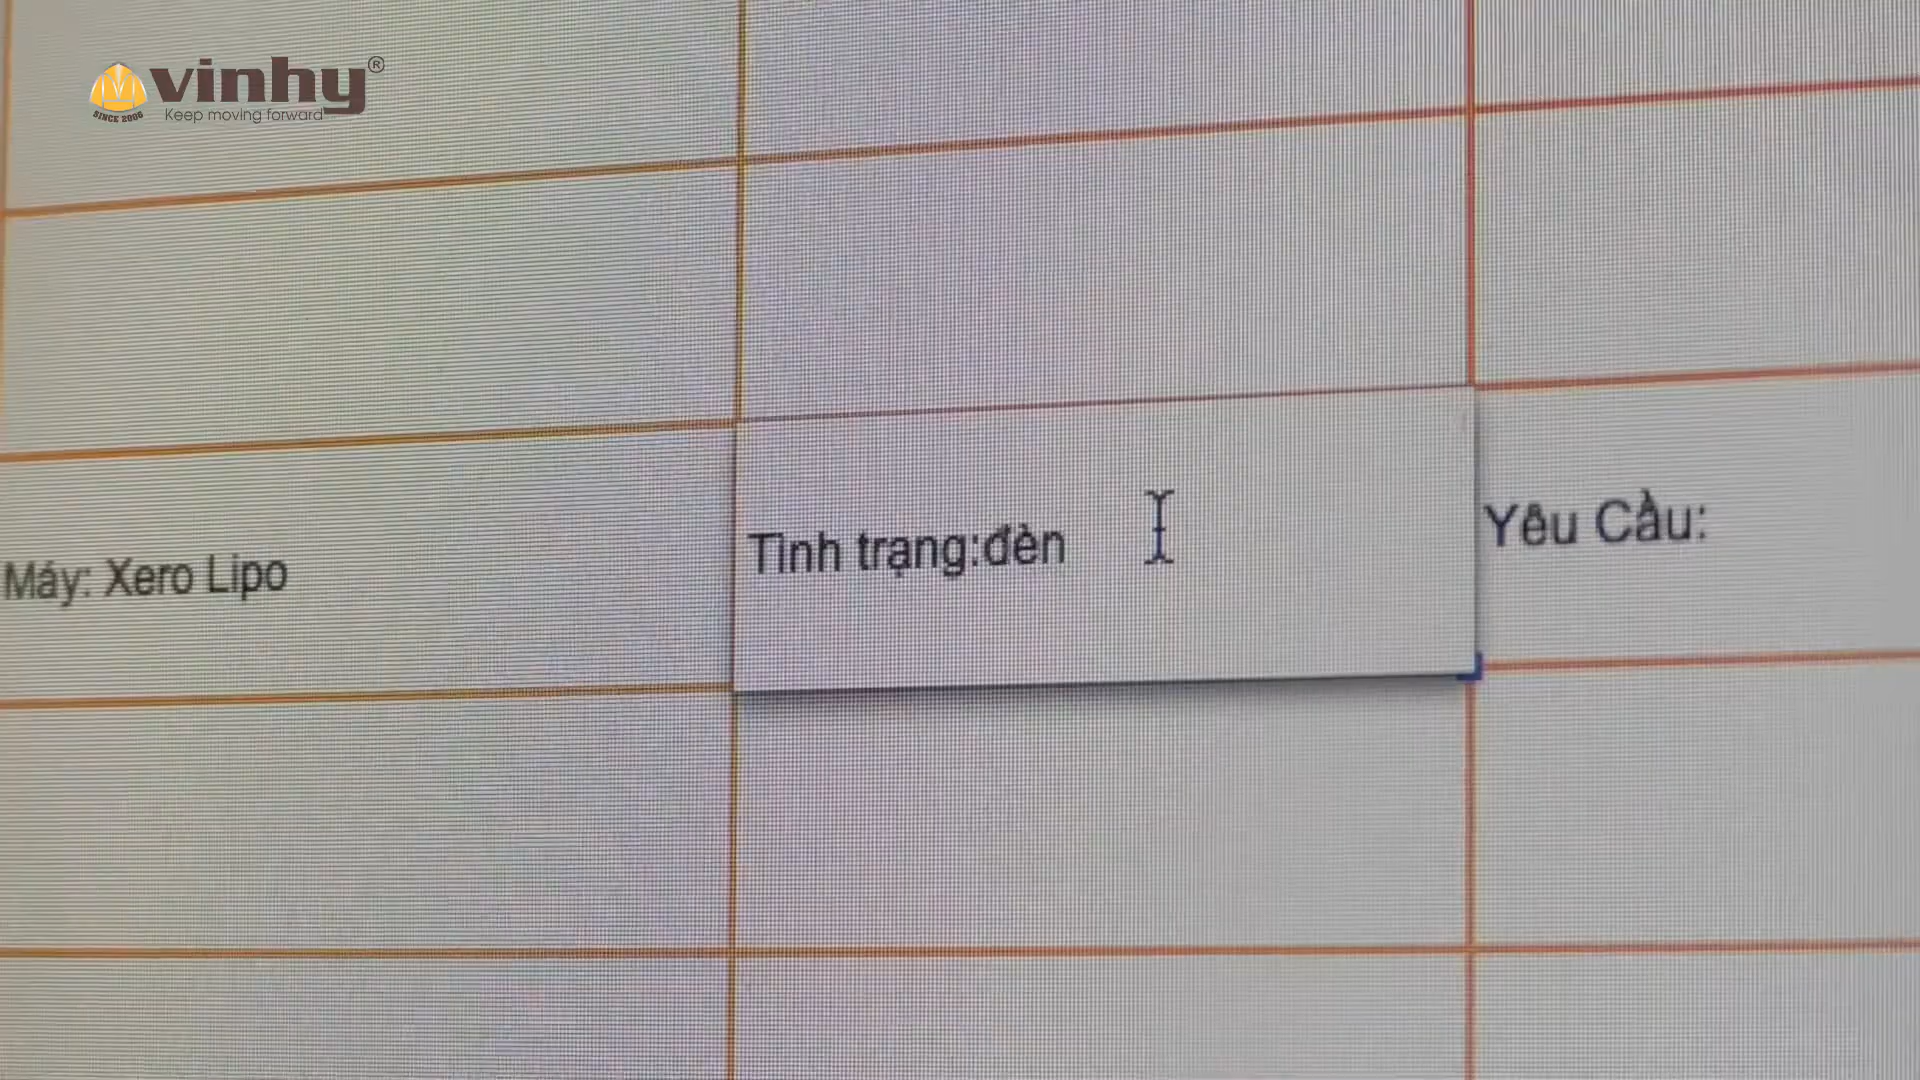 vinhy®
SINCE 2006
Keep moving forward
Máy: Xero Lipo
Tình trạng:đèn
Yêu Cầu: